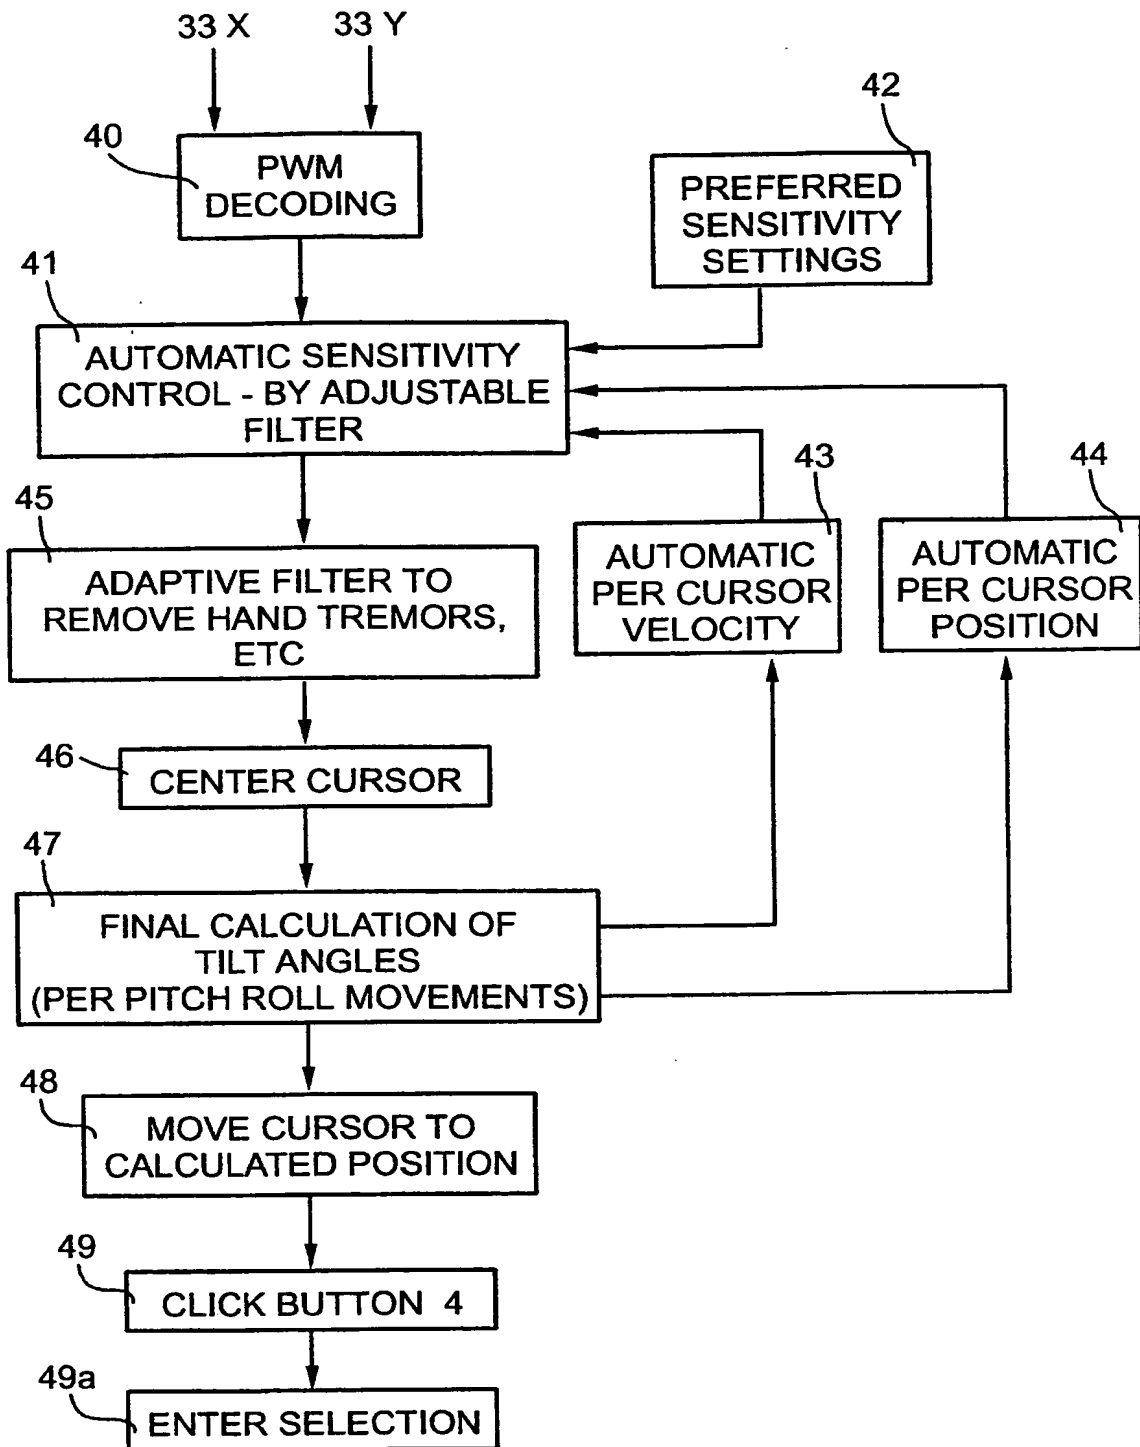 33 X
33 Y
40
PWM
DECODING
42
PREFERRED
SENSITIVITY
SETTINGS
41
AUTOMATIC SENSITIVITY
CONTROL - BY ADJUSTABLE
FILTER
43
AUTOMATIC
PER CURSOR
VELOCITY
44
AUTOMATIC
PER CURSOR
POSITION
45
ADAPTIVE FILTER TO
REMOVE HAND TREMORS,
ETC
46
CENTER CURSOR
47
FINAL CALCULATION OF
TILT ANGLES
(PER PITCH ROLL MOVEMENTS)
48
MOVE CURSOR TO
CALCULATED POSITION
49
CLICK BUTTON 4
49a
ENTER SELECTION